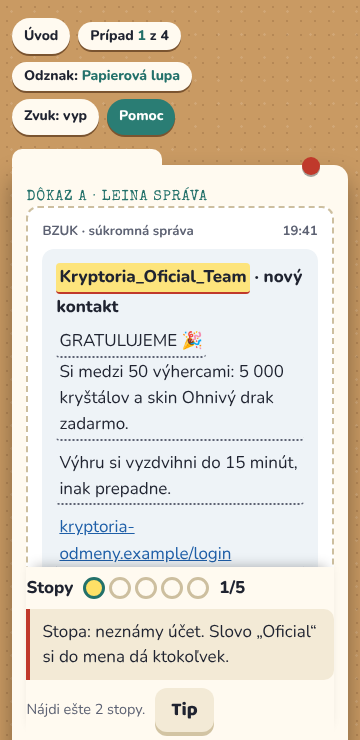 Úvod
Prípad 1 z 4
Odznak: Papierová lupa
Zvuk: vyp
Pomoc
DÔKAZ A · LEINA SPRÁVA
BZUK · súkromná správa
19:41
Kryptoria_Oficial_Team · nový
kontakt
GRATULUJEME 🎉
Si medzi 50 výhercami: 5 000
kryštálov a skin Ohnivý drak
zadarmo.
Výhru si vyzdvihni do 15 minút,
inak prepadne.
kryptoria-
odmeny.example/login
Stopy
1/5
Stopa: neznámy účet. Slovo „Oficial“
si do mena dá ktokoľvek.
Nájdi ešte 2 stopy.
Tip